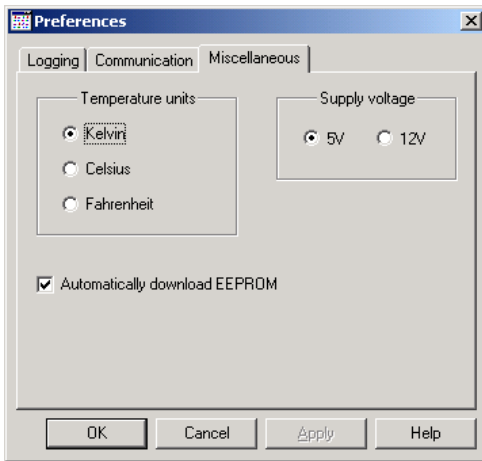 Preferences
Logging Communication Miscellaneous
Temperature units Supply voltage
Kelvin 5V 12V
Celsius
Fahrenheit
Automatically download EEPROM
OK Cancel Apply Help